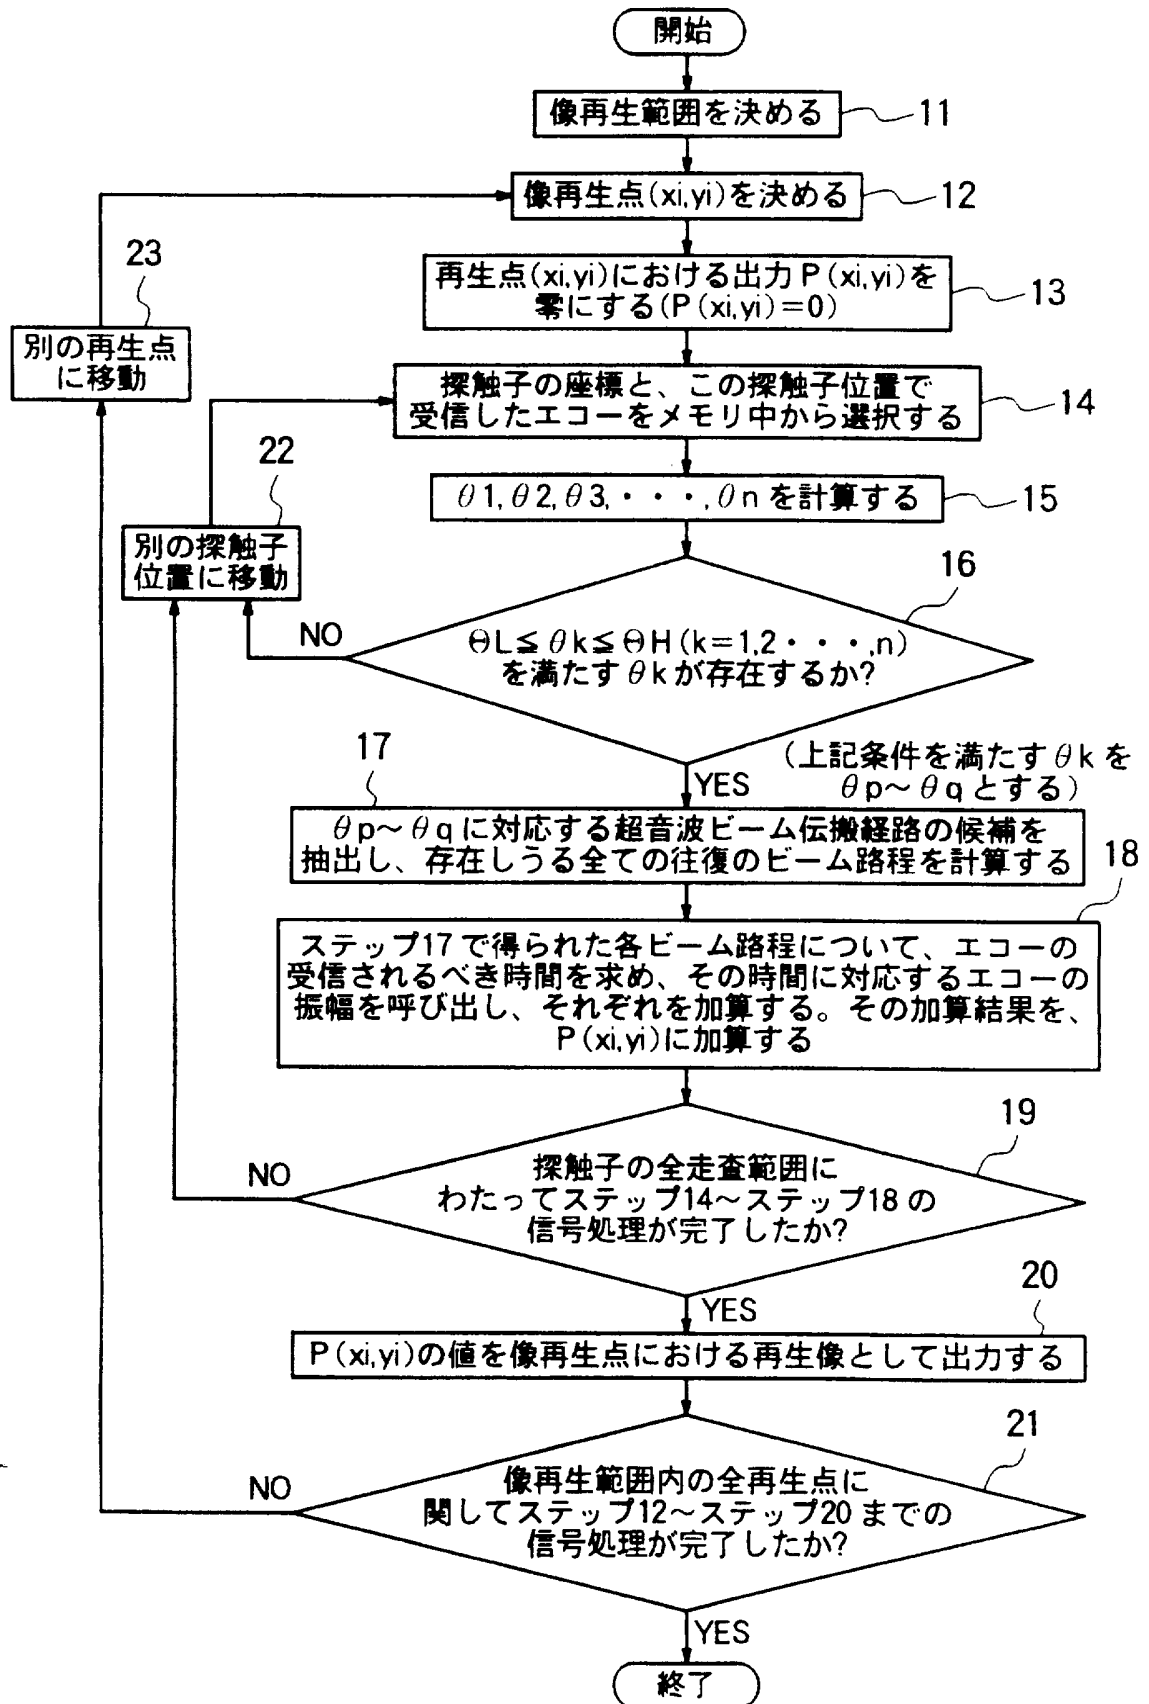 開始
像再生範囲を決める
11
像再生点(xi,yi)を決める
12
23
再生点(xi,yi)における出力P(xi,yi)を
零にする(P(xi,yi)=0)
13
別の再生点
に移動
探触子の座標と、この探触子位置で
受信したエコーをメモリ中から選択する
14
22
θ1,θ2,θ3,・・・,θnを計算する
15
別の探触子
位置に移動
16
NO
ΘL≦θk≦ΘH(k=1,2・・・,n)
を満たすθkが存在するか?
17
YES
(上記条件を満たすθkを
θp~θqとする)
θp~θqに対応する超音波ビーム伝搬経路の候補を
抽出し、存在しうる全ての往復のビーム路程を計算する
18
ステップ17で得られた各ビーム路程について、エコーの
受信されるべき時間を求め、その時間に対応するエコーの
振幅を呼び出し、それぞれを加算する。その加算結果を、
P(xi,yi)に加算する
19
NO
探触子の全走査範囲に
わたってステップ14~ステップ18の
信号処理が完了したか?
20
YES
P(xi,yi)の値を像再生点における再生像として出力する
21
NO
像再生範囲内の全再生点に
関してステップ12~ステップ20までの
信号処理が完了したか?
YES
終了